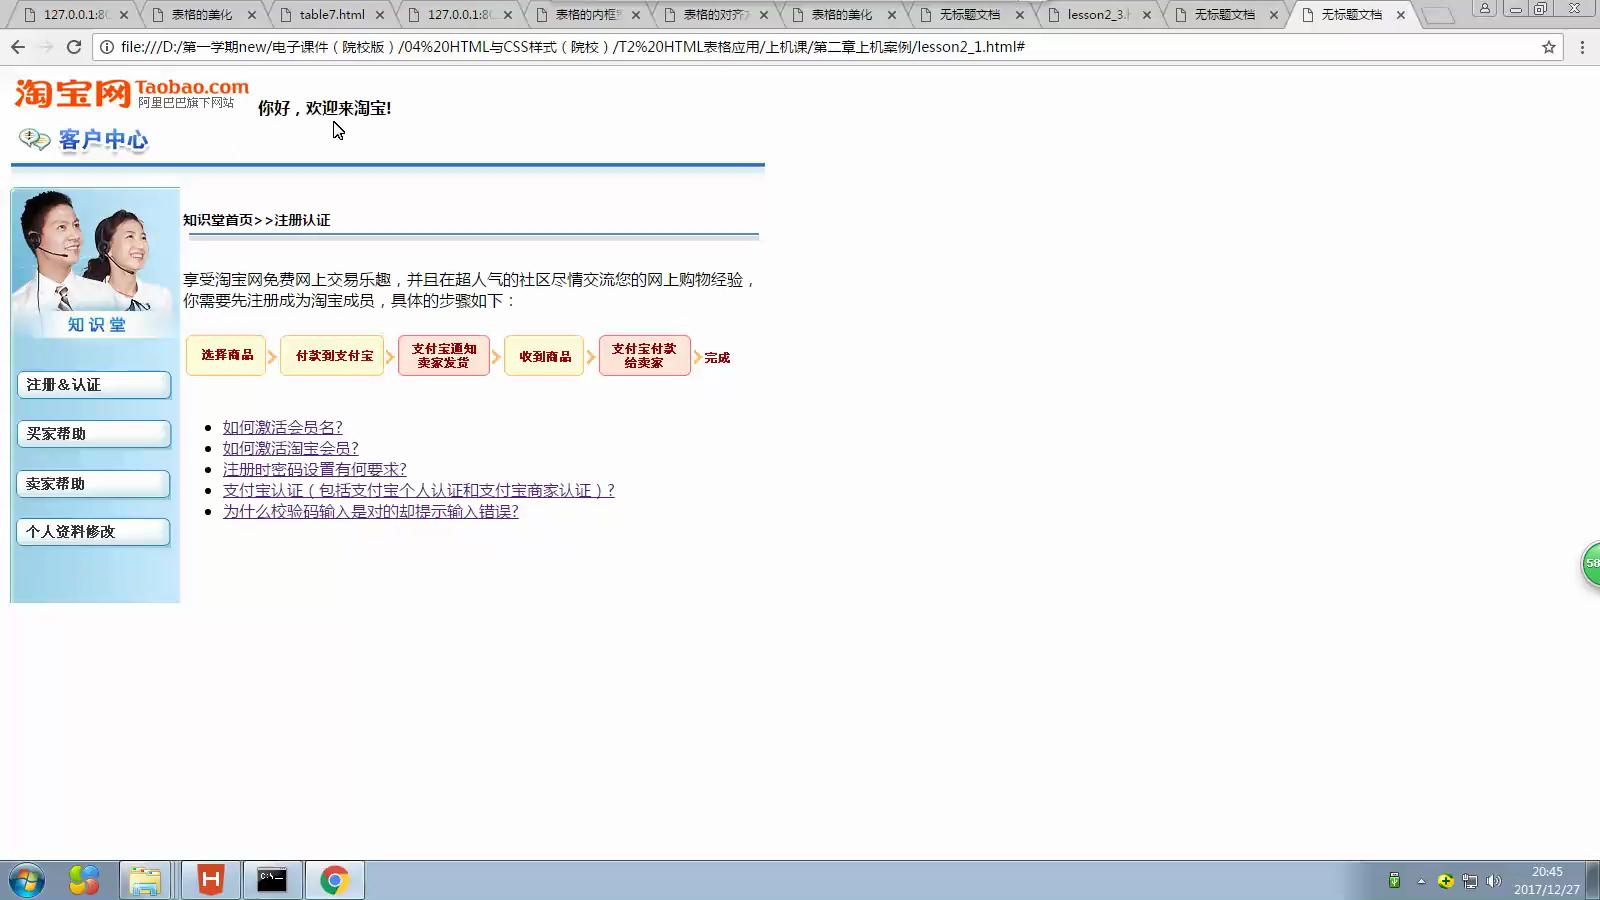 127.0.0.1:80
表格的美化
table7.html
127.0.0.1:80
表格的内框
表格的对齐
表格的美化
无标题文档
lesson2_3.h
无标题文档
无标题文档
file:///D:/第一学期new/电子课件（院校版）/04%20HTML与CSS样式（院校）/T2%20HTML表格应用/上机课/第二章上机案例/lesson2_1.html#
淘宝网 Taobao.com
阿里巴巴旗下网站
你好，欢迎来淘宝!
客户中心
知识堂
注册&认证
买家帮助
卖家帮助
个人资料修改
知识堂首页>>注册认证
享受淘宝网免费网上交易乐趣，并且在超人气的社区尽情交流您的网上购物经验，
你需要先注册成为淘宝成员，具体的步骤如下：
选择商品
付款到支付宝
支付宝通知
卖家发货
收到商品
支付宝付款
给卖家
完成
如何激活会员名?
如何激活淘宝会员?
注册时密码设置有何要求?
支付宝认证（包括支付宝个人认证和支付宝商家认证）?
为什么校验码输入是对的却提示输入错误?
58
20:45
2017/12/27